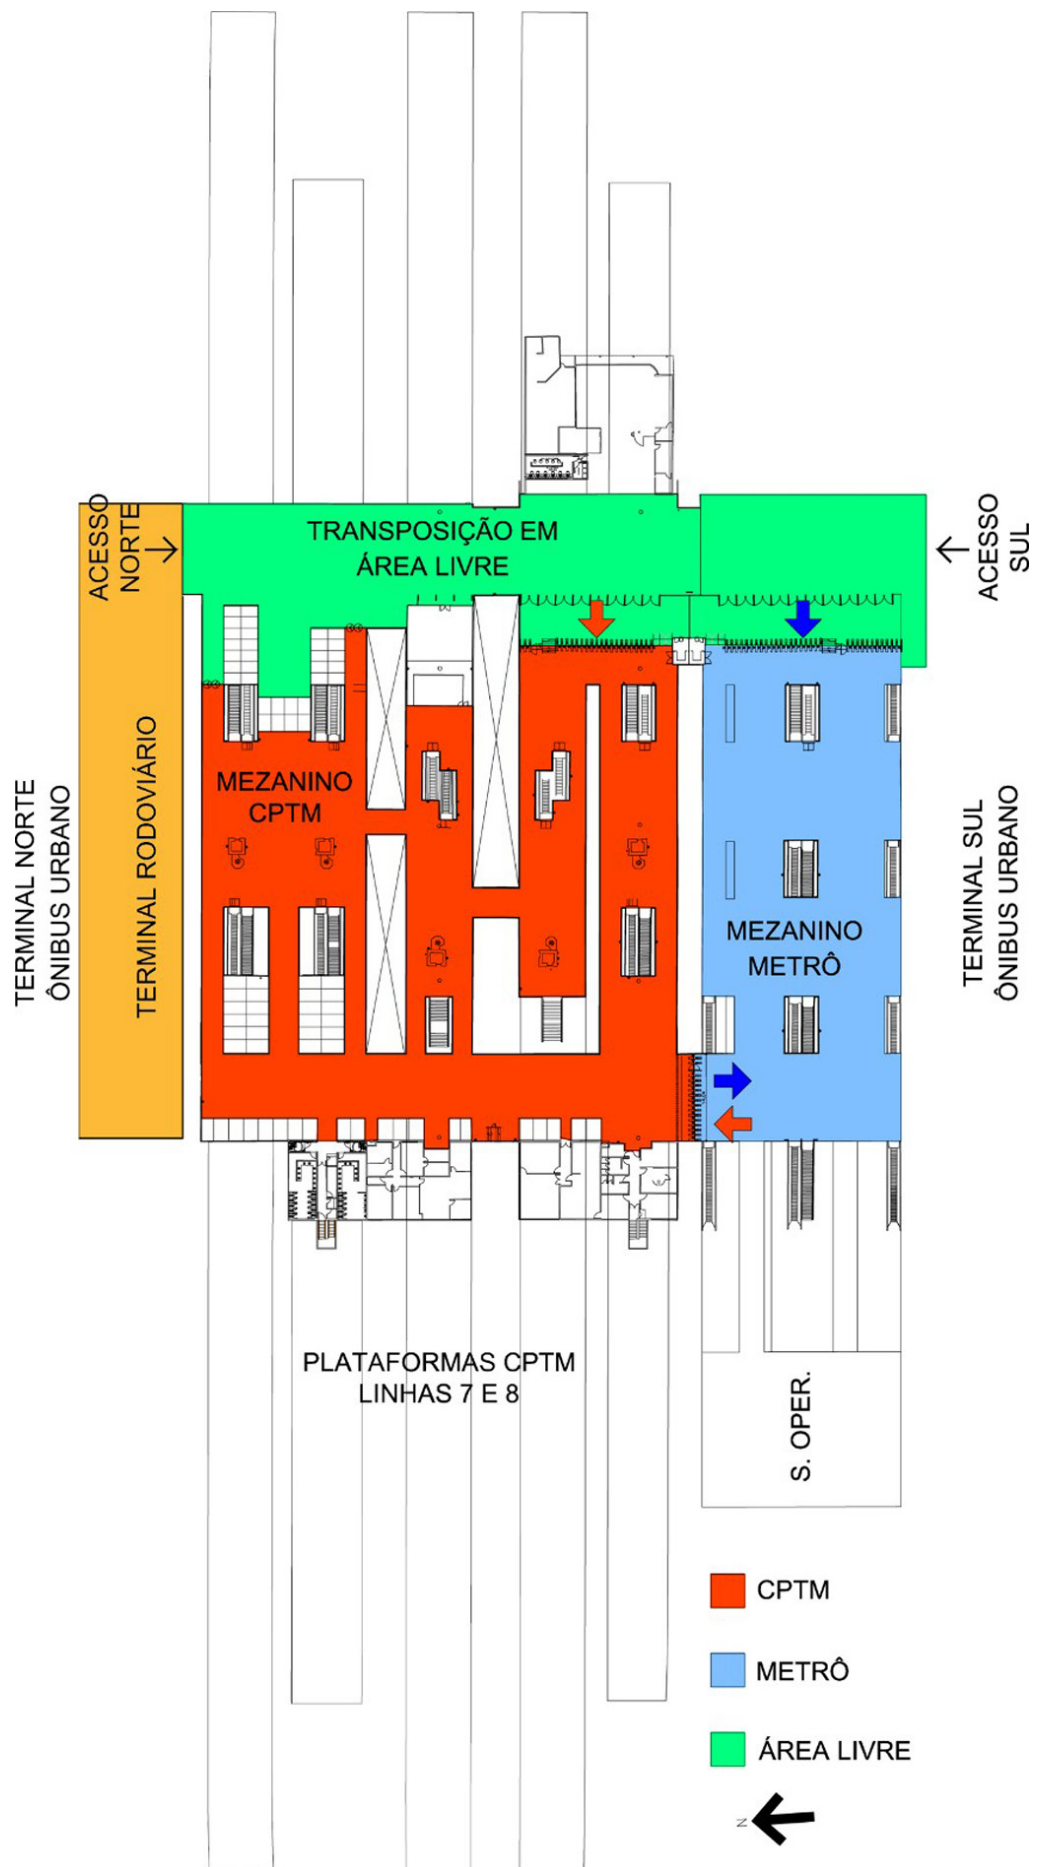 TRANSPOSIÇÃO EM
ÁREA LIVRE
ACESSO
NORTE
ACESSO
SUL
MEZANINO
CPTM
TERMINAL RODOVIÁRIO
TERMINAL NORTE
ÔNIBUS URBANO
MEZANINO
METRÔ
TERMINAL SUL
ÔNIBUS URBANO
PLATAFORMAS CPTM
LINHAS 7 E 8
S. OPER.
CPTM
METRÔ
ÁREA LIVRE
N